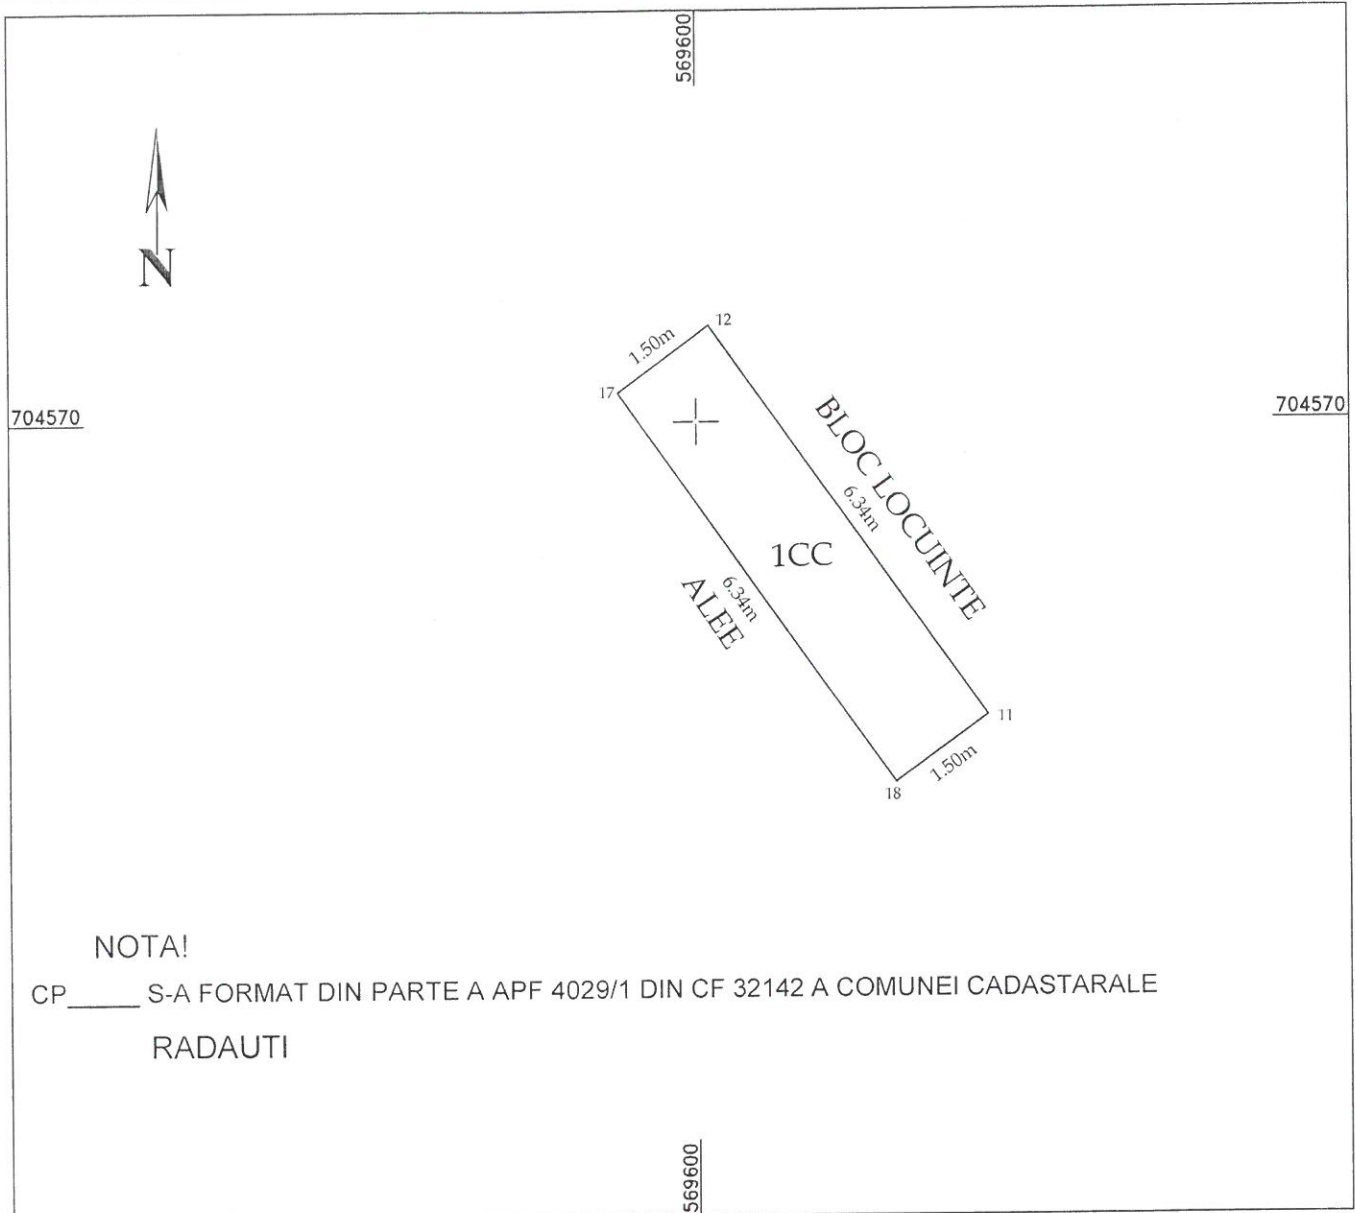 569600
N
12
1.50m
17
704570
704570
BLOC LOCUINTE
6.34m
1CC
6.34m
ALEE
11
1.50m
18
NOTA!
CP_____ S-A FORMAT DIN PARTE A APF 4029/1 DIN CF 32142 A COMUNEI CADASTARALE
RADAUTI
569600